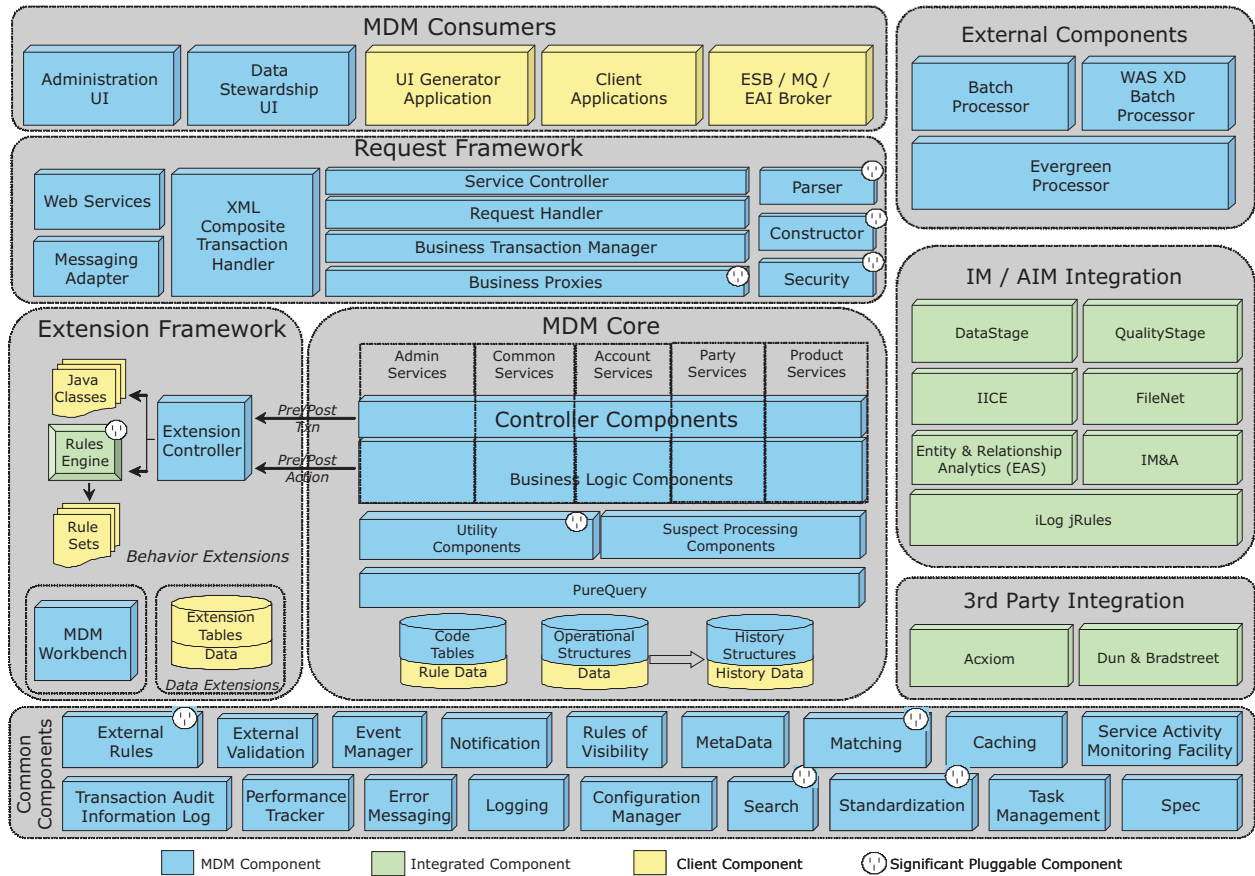 MDM Consumers
Administration
UI
Data
Stewardship
UI
UI Generator
Application
Client
Applications
ESB / MQ /
EAI Broker
External Components
Batch
Processor
WAS XD
Batch
Processor
Evergreen
Processor
Request Framework
Web Services
Messaging
Adapter
XML
Composite
Transaction
Handler
Service Controller
Request Handler
Business Transaction Manager
Business Proxies
Parser
Constructor
Security
IM / AIM Integration
DataStage
QualityStage
IICE
FileNet
Entity & Relationship
Analytics (EAS)
IM&A
iLog jRules
Extension Framework
Java
Classes
Rules
Engine
Rule
Sets
Extension
Controller
Pre/Post
Txn
Pre/Post
Action
Behavior Extensions
MDM
Workbench
Extension
Tables
Data
Data Extensions
MDM Core
Admin
Services
Common
Services
Account
Services
Party
Services
Product
Services
Controller Components
Business Logic Components
Utility
Components
Suspect Processing
Components
PureQuery
Code
Tables
Rule Data
Operational
Structures
Data
History
Structures
History Data
3rd Party Integration
Acxiom
Dun & Bradstreet
Common
Components
External
Rules
External
Validation
Event
Manager
Notification
Rules of
Visibility
MetaData
Matching
Caching
Service Activity
Monitoring Facility
Transaction Audit
Information Log
Performance
Tracker
Error
Messaging
Logging
Configuration
Manager
Search
Standardization
Task
Management
Spec
MDM Component
Integrated Component
Client Component
Significant Pluggable Component